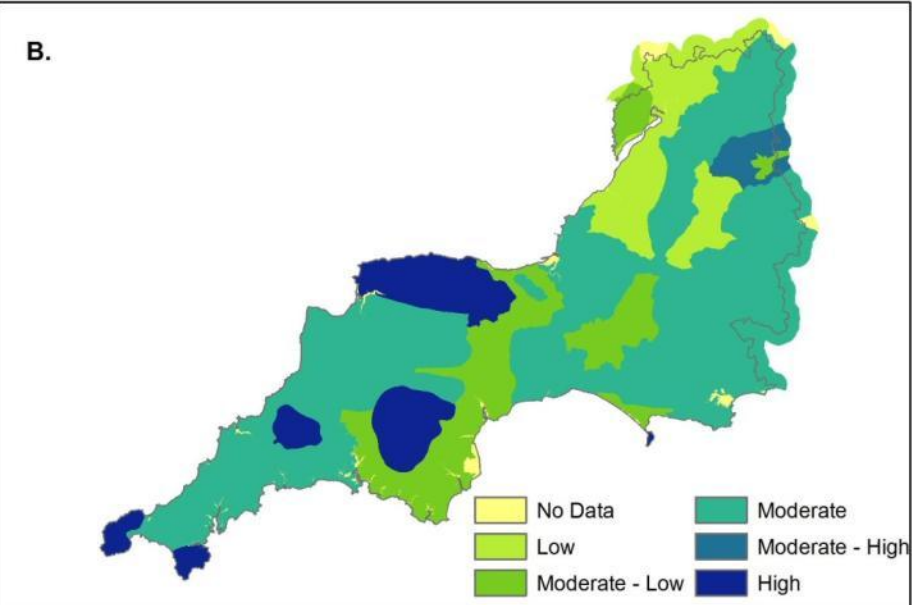 B.
No Data
Low
Moderate - Low
Moderate
Moderate - High
High